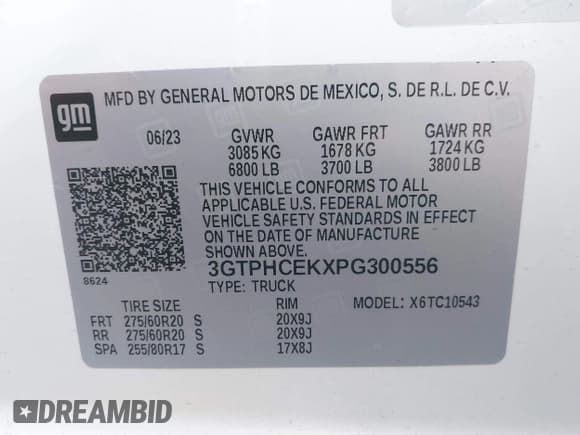 gm
MFD BY GENERAL MOTORS DE MEXICO, S. DE R.L. DE C.V.
06/23 GVWR GAWR FRT GAWR RR
3085 KG 1678 KG 1724 KG
6800 LB 3700 LB 3800 LB
THIS VEHICLE CONFORMS TO ALL
APPLICABLE U.S. FEDERAL MOTOR
VEHICLE SAFETY STANDARDS IN EFFECT
ON THE DATE OF MANUFACTURE
SHOWN ABOVE.
3GTPHCEKXPG300556
8624
TYPE: TRUCK
TIRE SIZE RIM MODEL: X6TC10543
FRT 275/60R20 S 20X9J
RR 275/60R20 S 20X9J
SPA 255/80R17 S 17X8J
DREAMBID